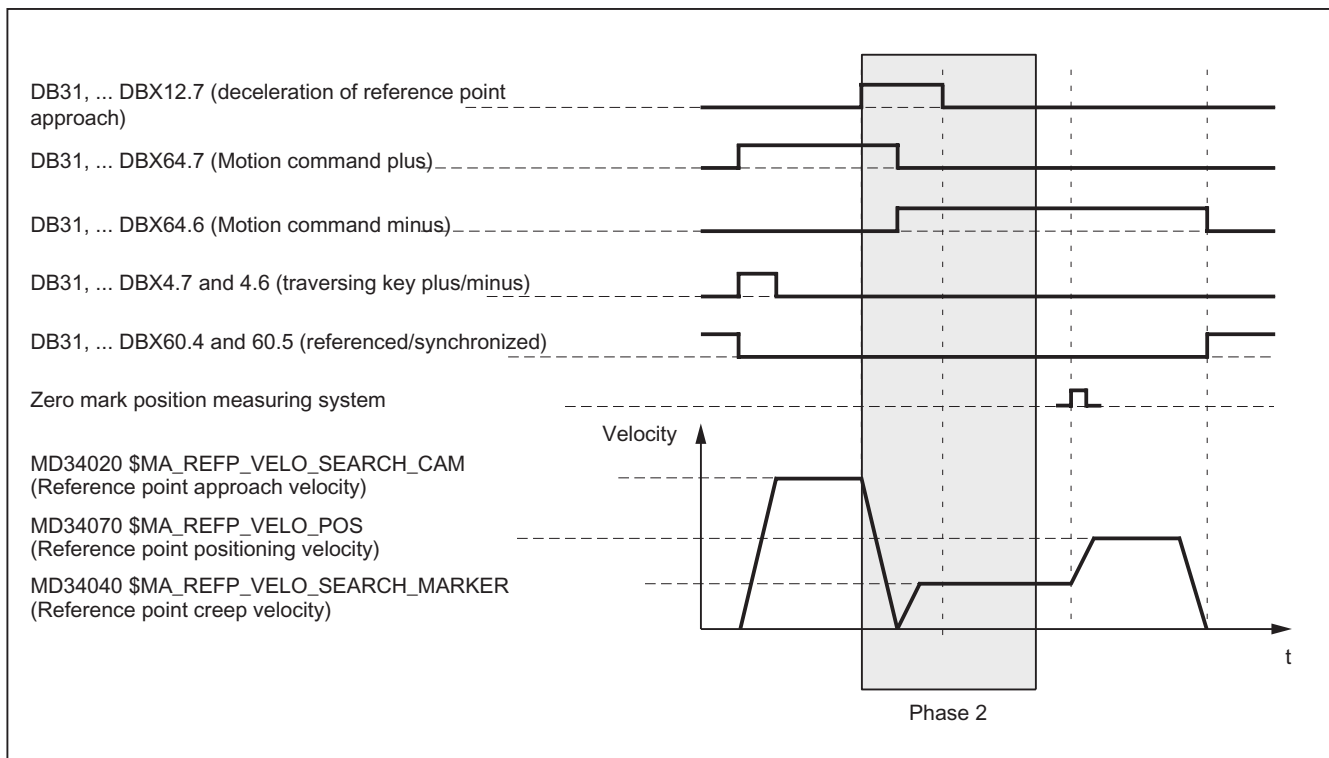 DB31, ... DBX12.7 (deceleration of reference point
approach)
DB31, ... DBX64.7 (Motion command plus)
DB31, ... DBX64.6 (Motion command minus)
DB31, ... DBX4.7 and 4.6 (traversing key plus/minus)
DB31, ... DBX60.4 and 60.5 (referenced/synchronized)
Zero mark position measuring system
Velocity
MD34020 $MA_REFP_VELO_SEARCH_CAM
(Reference point approach velocity)
MD34070 $MA_REFP_VELO_POS
(Reference point positioning velocity)
MD34040 $MA_REFP_VELO_SEARCH_MARKER
(Reference point creep velocity)
t
Phase 2